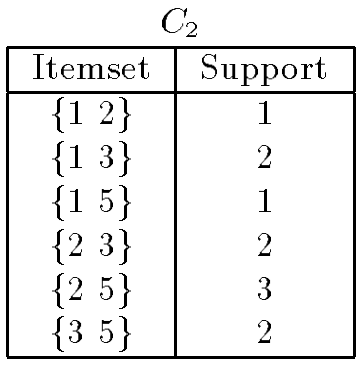 C2
Itemset Support
{1 2} 1
{1 3} 2
{1 5} 1
{2 3} 2
{2 5} 3
{3 5} 2